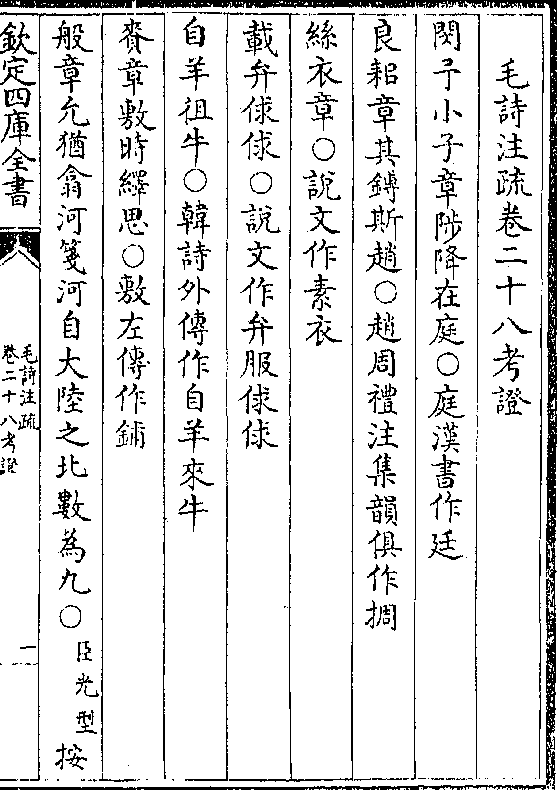 毛詩注疏卷二十八考證
閔予小子章陟降在庭○庭漢書作廷
良耜章其鎛斯趙○趙周禮注集韻俱作挶
絲衣章○說文作素衣
載弁俅俅○說文作弁服俅俅
自羊徂牛○韓詩外傳作自羊來牛
賚章敷時繹思○敷左傳作鋪
般章允猶翕河箋河自大陸之北數為九○臣光型按
欽定四庫全書
毛詩注疏
卷二十八考證
一